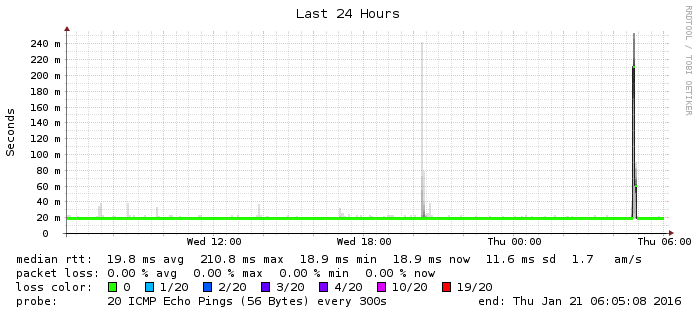 Last 24 Hours
RRDTOOL / TOBI OETIKER
Seconds
240 m
220 m
200 m
180 m
160 m
140 m
120 m
100 m
80 m
60 m
40 m
20 m
0
Wed 12:00 Wed 18:00 Thu 00:00 Thu 06:00
median rtt: 19.8 ms avg 210.8 ms max 18.9 ms min 18.9 ms now 11.6 ms sd 1.7 am/s
packet loss: 0.00 % avg 0.00 % max 0.00 % min 0.00 % now
loss color: 0 1/20 2/20 3/20 4/20 10/20 19/20
probe: 20 ICMP Echo Pings (56 Bytes) every 300s end: Thu Jan 21 06:05:08 2016